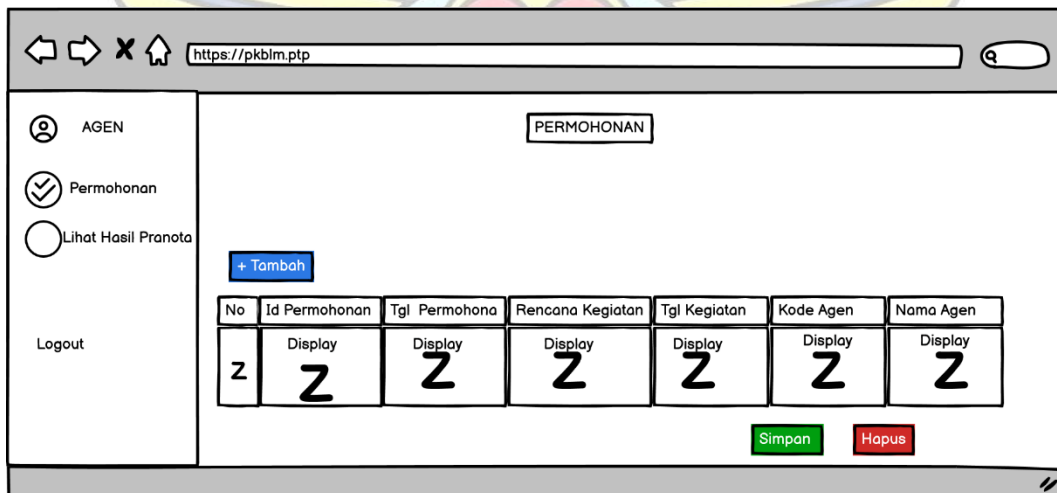 https://pkblm.ptp
AGEN
Permohonan
Lihat Hasil Pranota
Logout
PERMOHONAN
+ Tambah
No Id Permohonan Tgl Permohona Rencana Kegiatan Tgl Kegiatan Kode Agen Nama Agen
Display Display Display Display Display Display
Z Z Z Z Z Z Z
Simpan Hapus